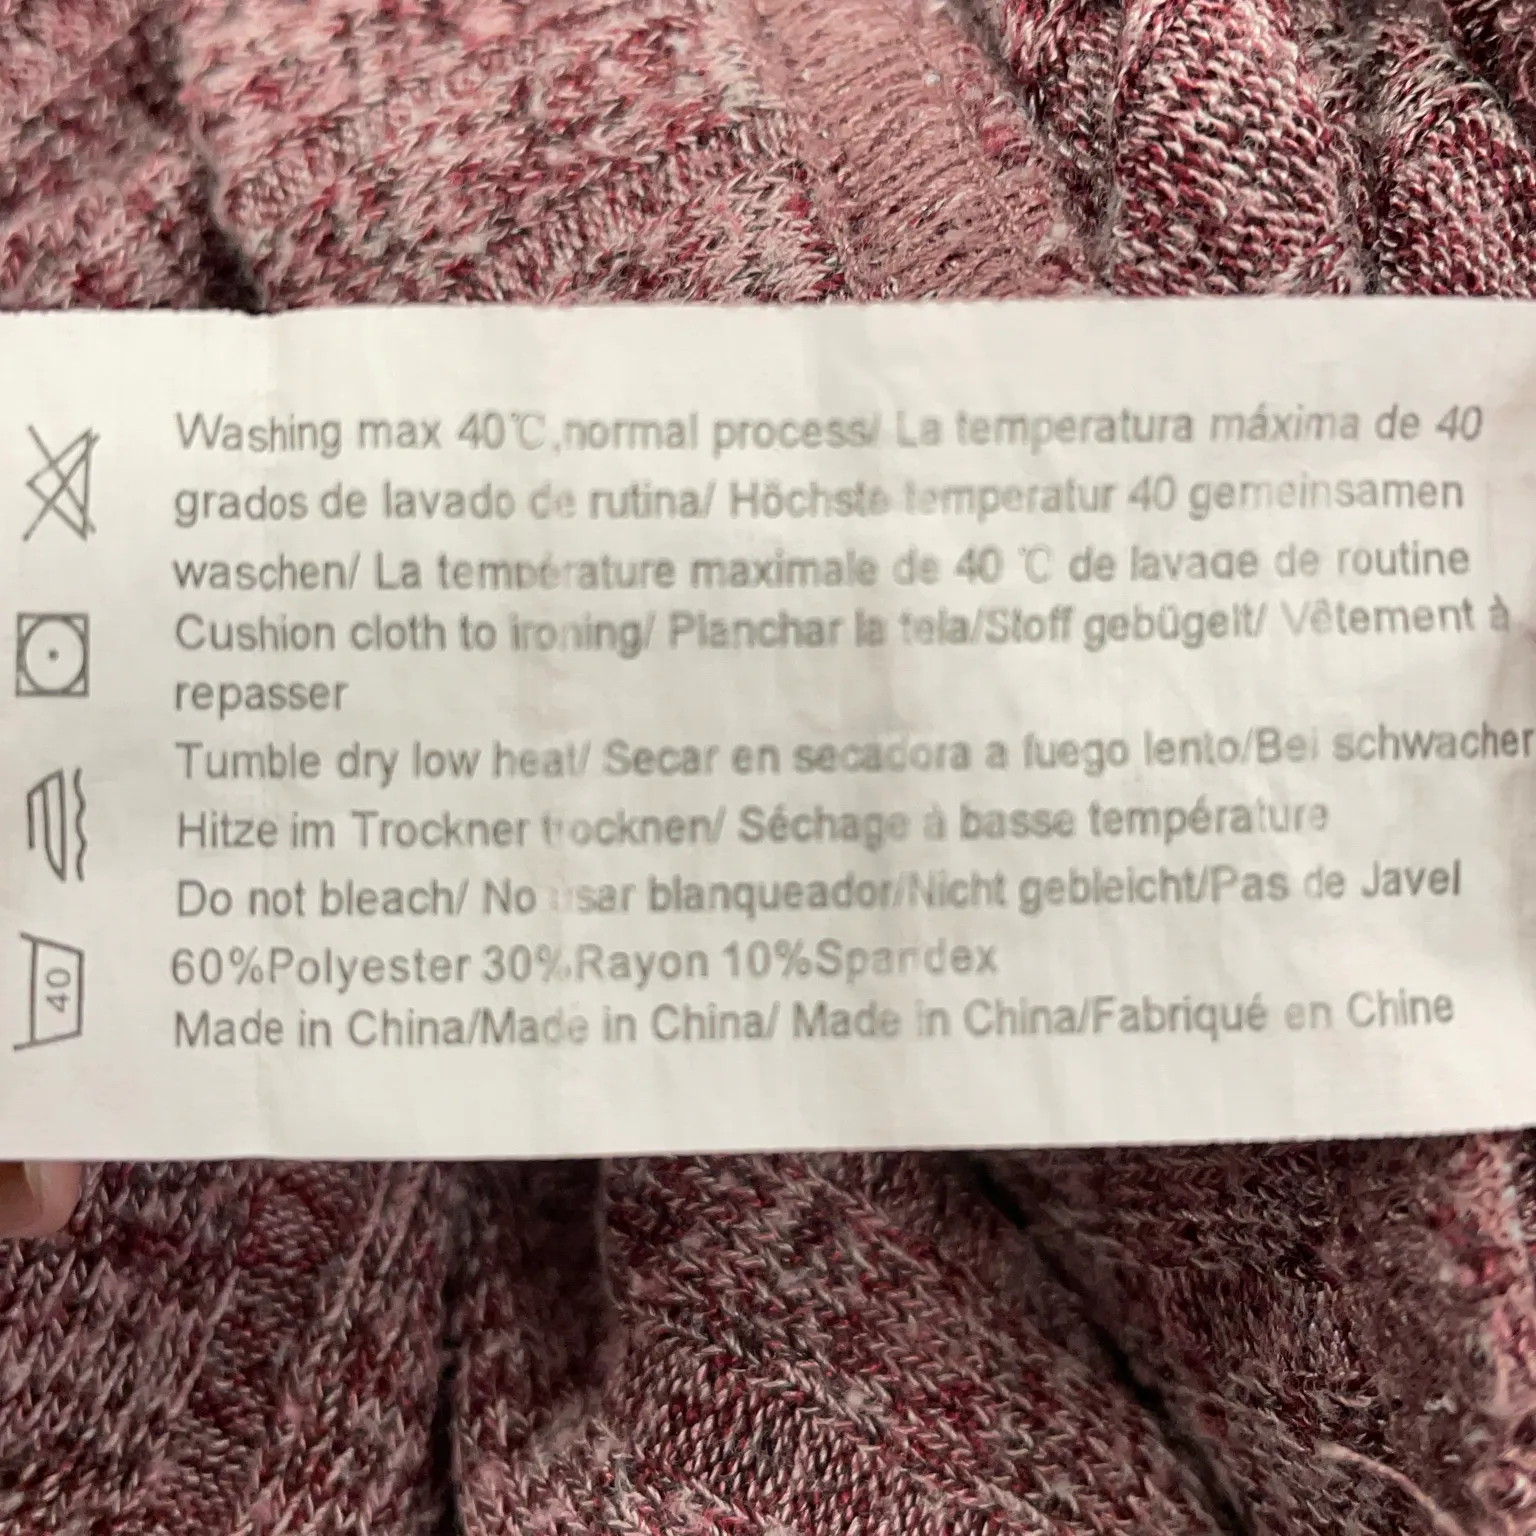 Washing max 40℃,normal process/ La temperatura máxima de 40
grados de lavado de rutina/ Höchste temperatur 40 gemeinsamen
waschen/ La température maximale de 40 ℃ de lavage de routine
Cushion cloth to ironing/ Planchar la tela/Stoff gebügelt/ Vêtement à
repasser
Tumble dry low heat/ Secar en secadora a fuego lento/Bei schwacher
Hitze im Trockner trocknen/ Séchage à basse température
Do not bleach/ No usar blanqueador/Nicht gebleicht/Pas de Javel
60%Polyester 30%Rayon 10%Spandex
Made in China/Made in China/ Made in China/Fabriqué en Chine
40